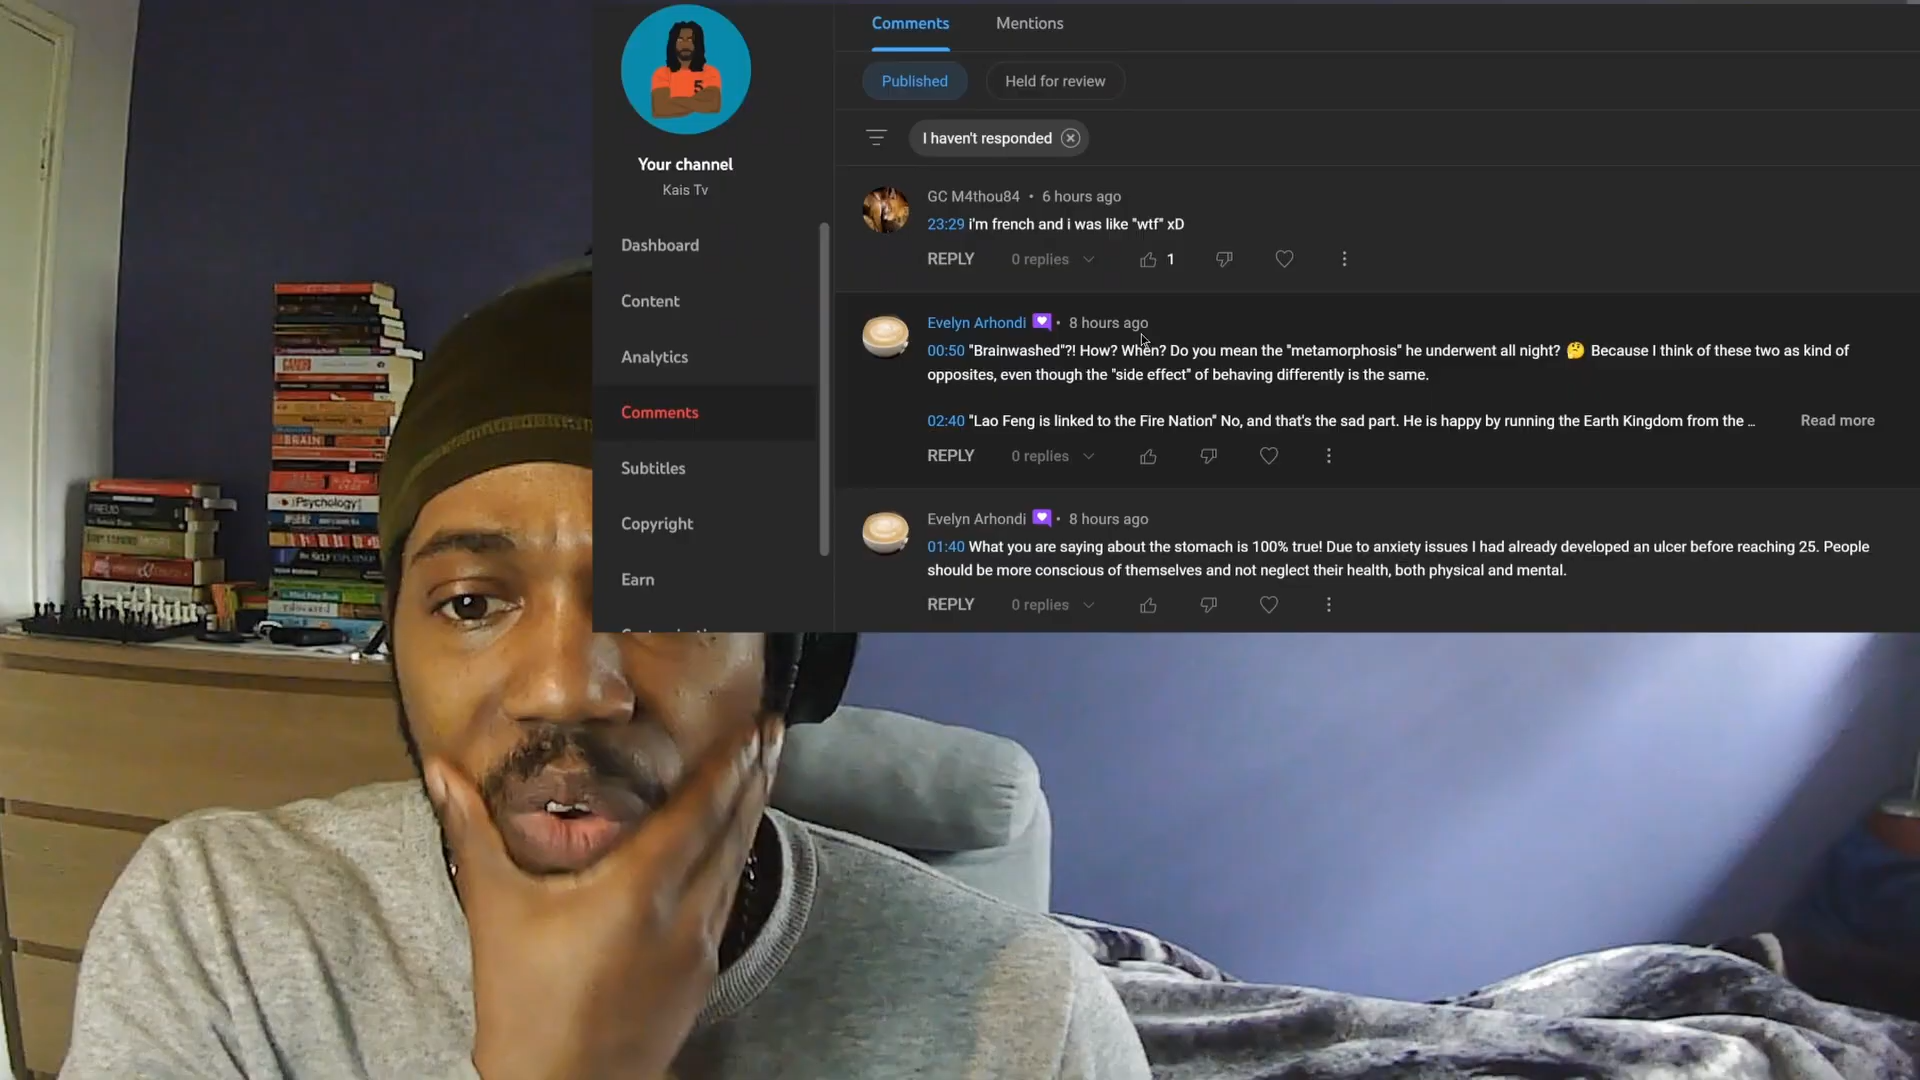 Comments Mentions
Published Held for review
I haven't responded
5
Your channel
Kais Tv
Dashboard
Content
Analytics
Comments
Subtitles
Copyright
Earn
GC M4thou84 • 6 hours ago
23:29 i'm french and i was like "wtf" xD
REPLY 0 replies 1
Evelyn Arhondi • 8 hours ago
00:50 "Brainwashed"?! How? When? Do you mean the "metamorphosis" he underwent all night? 🤔 Because I think of these two as kind of
opposites, even though the "side effect" of behaving differently is the same.
02:40 "Lao Feng is linked to the Fire Nation" No, and that's the sad part. He is happy by running the Earth Kingdom from the ... Read more
REPLY 0 replies
Evelyn Arhondi • 8 hours ago
01:40 What you are saying about the stomach is 100% true! Due to anxiety issues I had already developed an ulcer before reaching 25. People
should be more conscious of themselves and not neglect their health, both physical and mental.
REPLY 0 replies
BRAIN
Psychology
FREUD